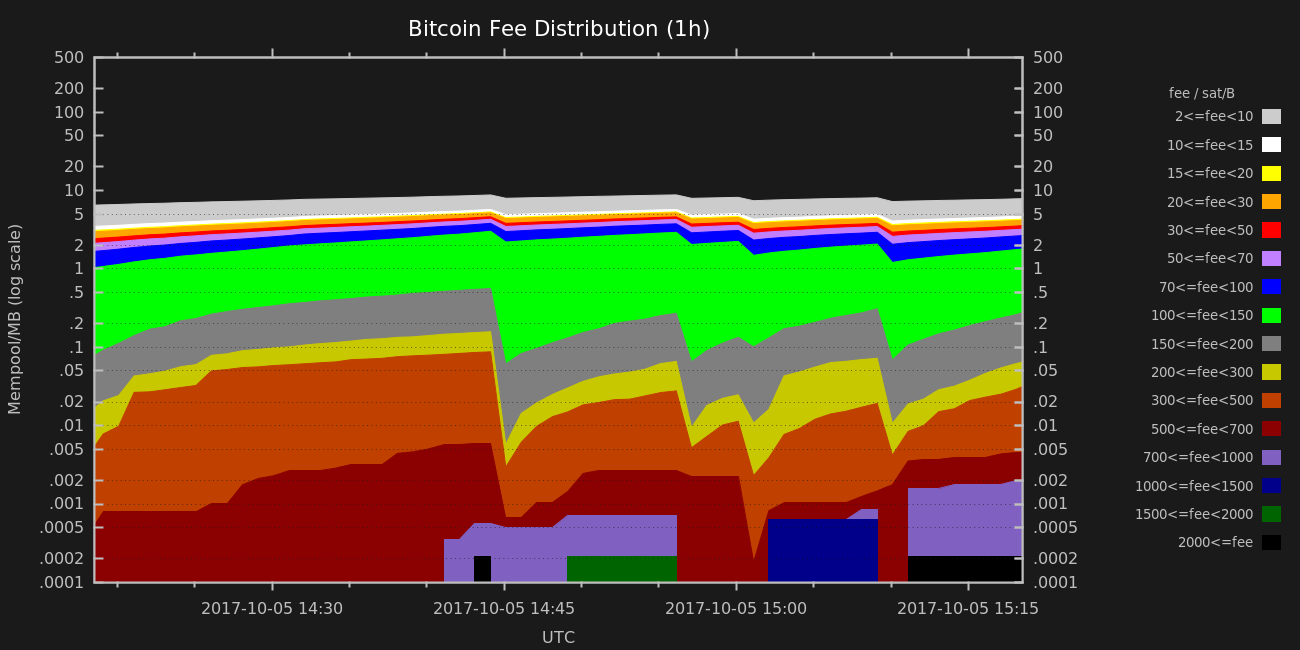 Bitcoin Fee Distribution (1h)
500
200
100
50
20
10
5
2
1
.5
.2
.1
.05
.02
.01
.005
.002
.001
.0005
.0002
.0001
Mempool/MB (log scale)
500
200
100
50
20
10
5
2
1
.5
.2
.1
.05
.02
.01
.005
.002
.001
.0005
.0002
.0001
2017-10-05 14:30 2017-10-05 14:45 2017-10-05 15:00 2017-10-05 15:15
UTC
fee / sat/B
2<=fee<10
10<=fee<15
15<=fee<20
20<=fee<30
30<=fee<50
50<=fee<70
70<=fee<100
100<=fee<150
150<=fee<200
200<=fee<300
300<=fee<500
500<=fee<700
700<=fee<1000
1000<=fee<1500
1500<=fee<2000
2000<=fee